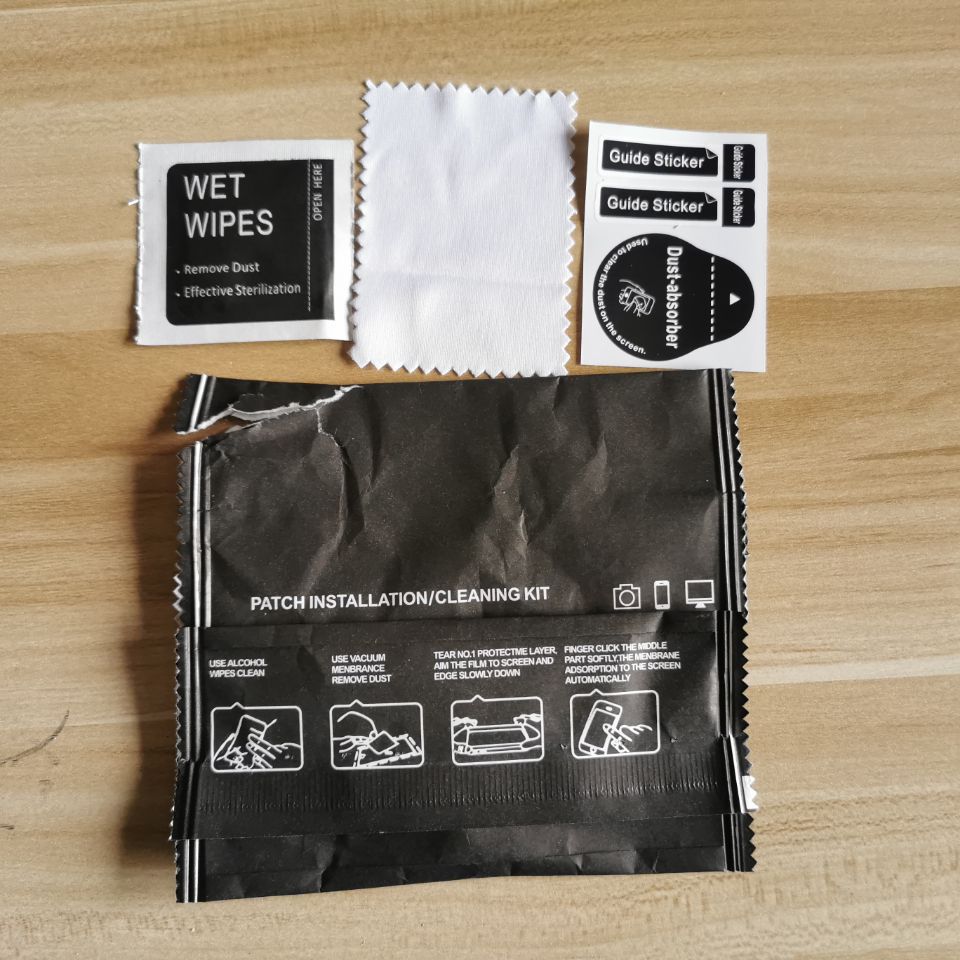 WET
WIPES
OPEN HERE
• Remove Dust
• Effective Sterilization
Guide Sticker
Guide Sticker
Guide Sticker
Guide Sticker
Dust-absorber
Used to clear the dust on the screen.
PATCH INSTALLATION/CLEANING KIT
USE ALCOHOL
WIPES CLEAN
USE VACUUM
MENBRANCE
REMOVE DUST
TEAR NO.1 PROTECTIVE LAYER,
AIM THE FILM TO SCREEN AND
EDGE SLOWLY DOWN
FINGER CLICK THE MIDDLE
PART SOFTLY,THE MENBRANE
ADSORPTION TO THE SCREEN
AUTOMATICALLY